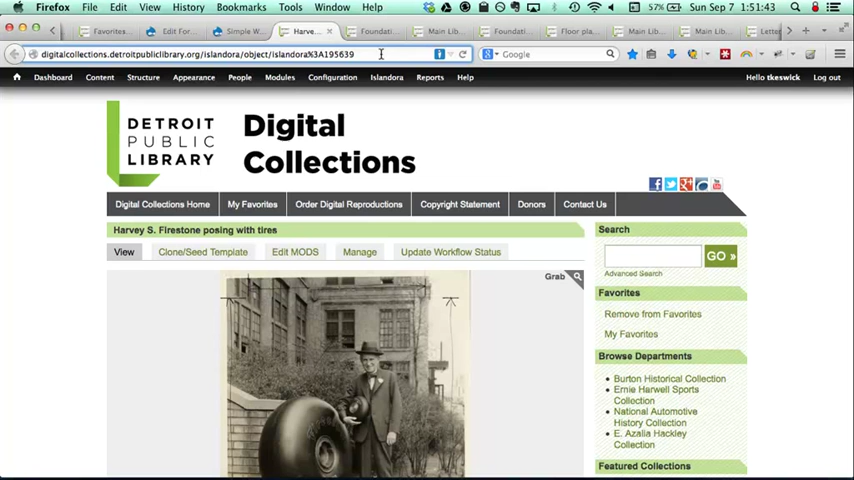 Firefox File Edit View History Bookmarks Tools Window Help 57% Sun Sep 7 1:51:43
Favorites... Edit For... Simple W... Harve... Foundati... Main Lib... Foundati... Floor pla... Main Lib... Main Lib... Letter
digitalcollections.detroitpubliclibrary.org/islandora/object/islandora%3A195639 Google
Dashboard Content Structure Appearance People Modules Configuration Islandora Reports Help Hello tkeswick Log out
DETROIT
PUBLIC
LIBRARY
Digital
Collections
Digital Collections Home My Favorites Order Digital Reproductions Copyright Statement Donors Contact Us
Harvey S. Firestone posing with tires
View Clone/Seed Template Edit MODS Manage Update Workflow Status
Grab
Search
GO »
Advanced Search
Favorites
Remove from Favorites
My Favorites
Browse Departments
Burton Historical Collection
Ernie Harwell Sports
Collection
National Automotive
History Collection
E. Azalia Hackley
Collection
Featured Collections